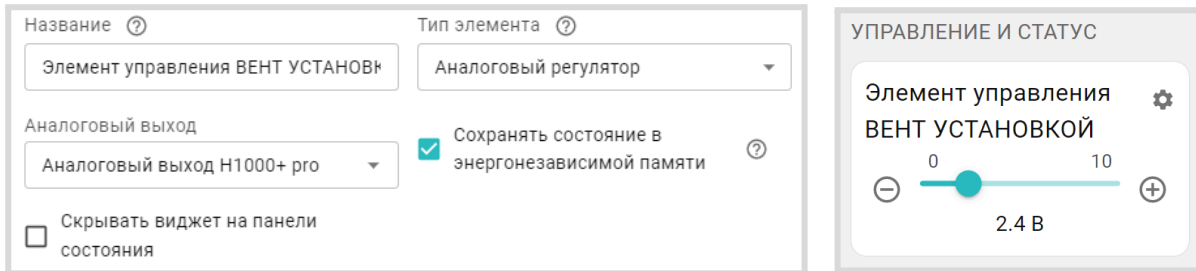 Название
Элемент управления ВЕНТ УСТАНОВК
Тип элемента
Аналоговый регулятор
Аналоговый выход
Аналоговый выход H1000+ pro
Сохранять состояние в
энергонезависимой памяти
Скрывать виджет на панели
состояния
УПРАВЛЕНИЕ И СТАТУС
Элемент управления
ВЕНТ УСТАНОВКОЙ
0 10
2.4 В